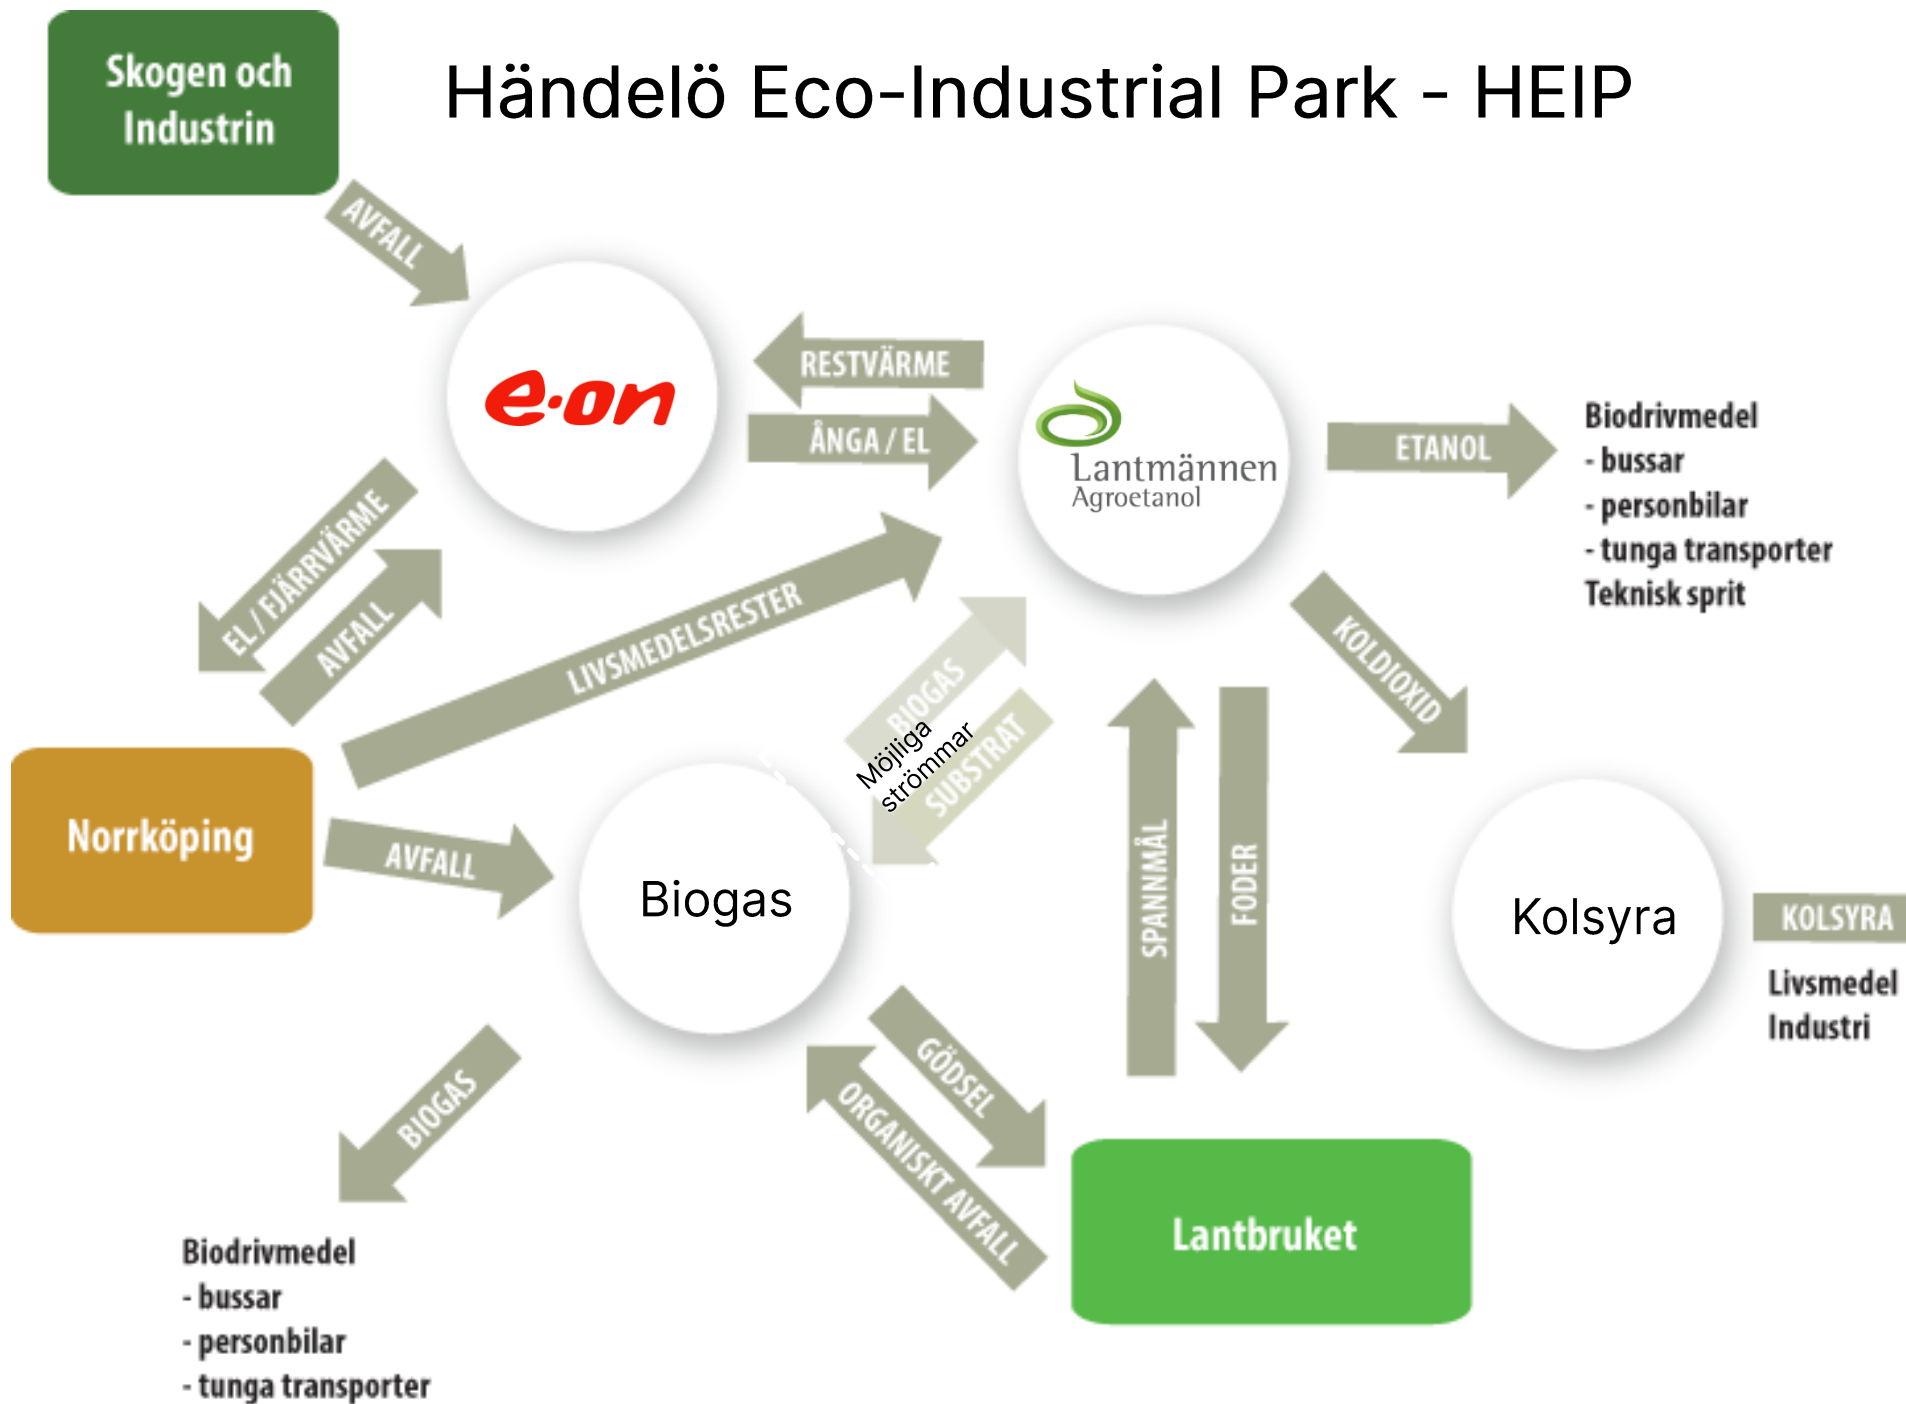 Skogen och
Industrin
Händelö Eco-Industrial Park - HEIP
AVFALL
e·on
RESTVÄRME
ÅNGA / EL
Lantmännen
Agroetanol
ETANOL
Biodrivmedel
- bussar
- personbilar
- tunga transporter
Teknisk sprit
EL / FJÄRRVÄRME
AVFALL
LIVSMEDELSRESTER
BIOGAS
Möjliga
strömmar
SUBSTRAT
KOLDIOXID
Norrköping
AVFALL
Biogas
SPANNMÅL
FODER
Kolsyra
KOLSYRA
Livsmedel
Industri
GÖDSEL
ORGANISKT AVFALL
BIOGAS
Lantbruket
Biodrivmedel
- bussar
- personbilar
- tunga transporter